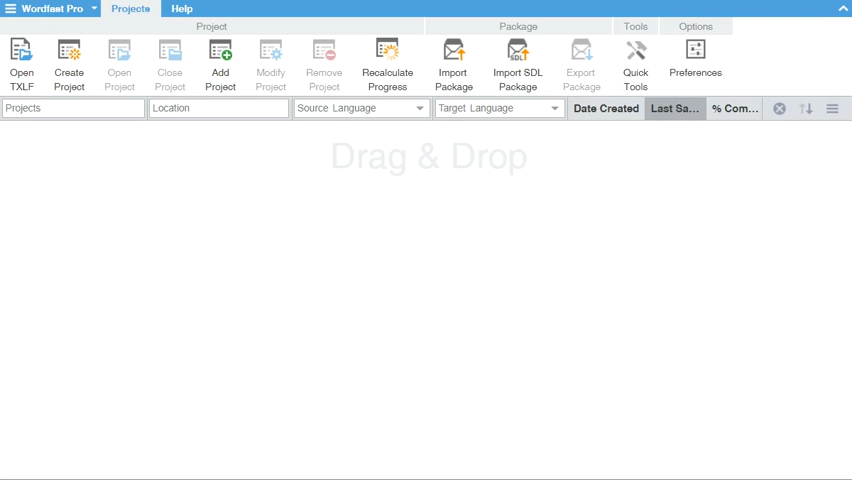 Wordfast Pro Projects Help
Project Package Tools Options
Open TXLF
Create Project
Open Project
Close Project
Add Project
Modify Project
Remove Project
Recalculate Progress
Import Package
SDL
Import SDL Package
Export Package
Quick Tools
Preferences
Projects Location Source Language Target Language Date Created Last Sa... % Com...
Drag & Drop